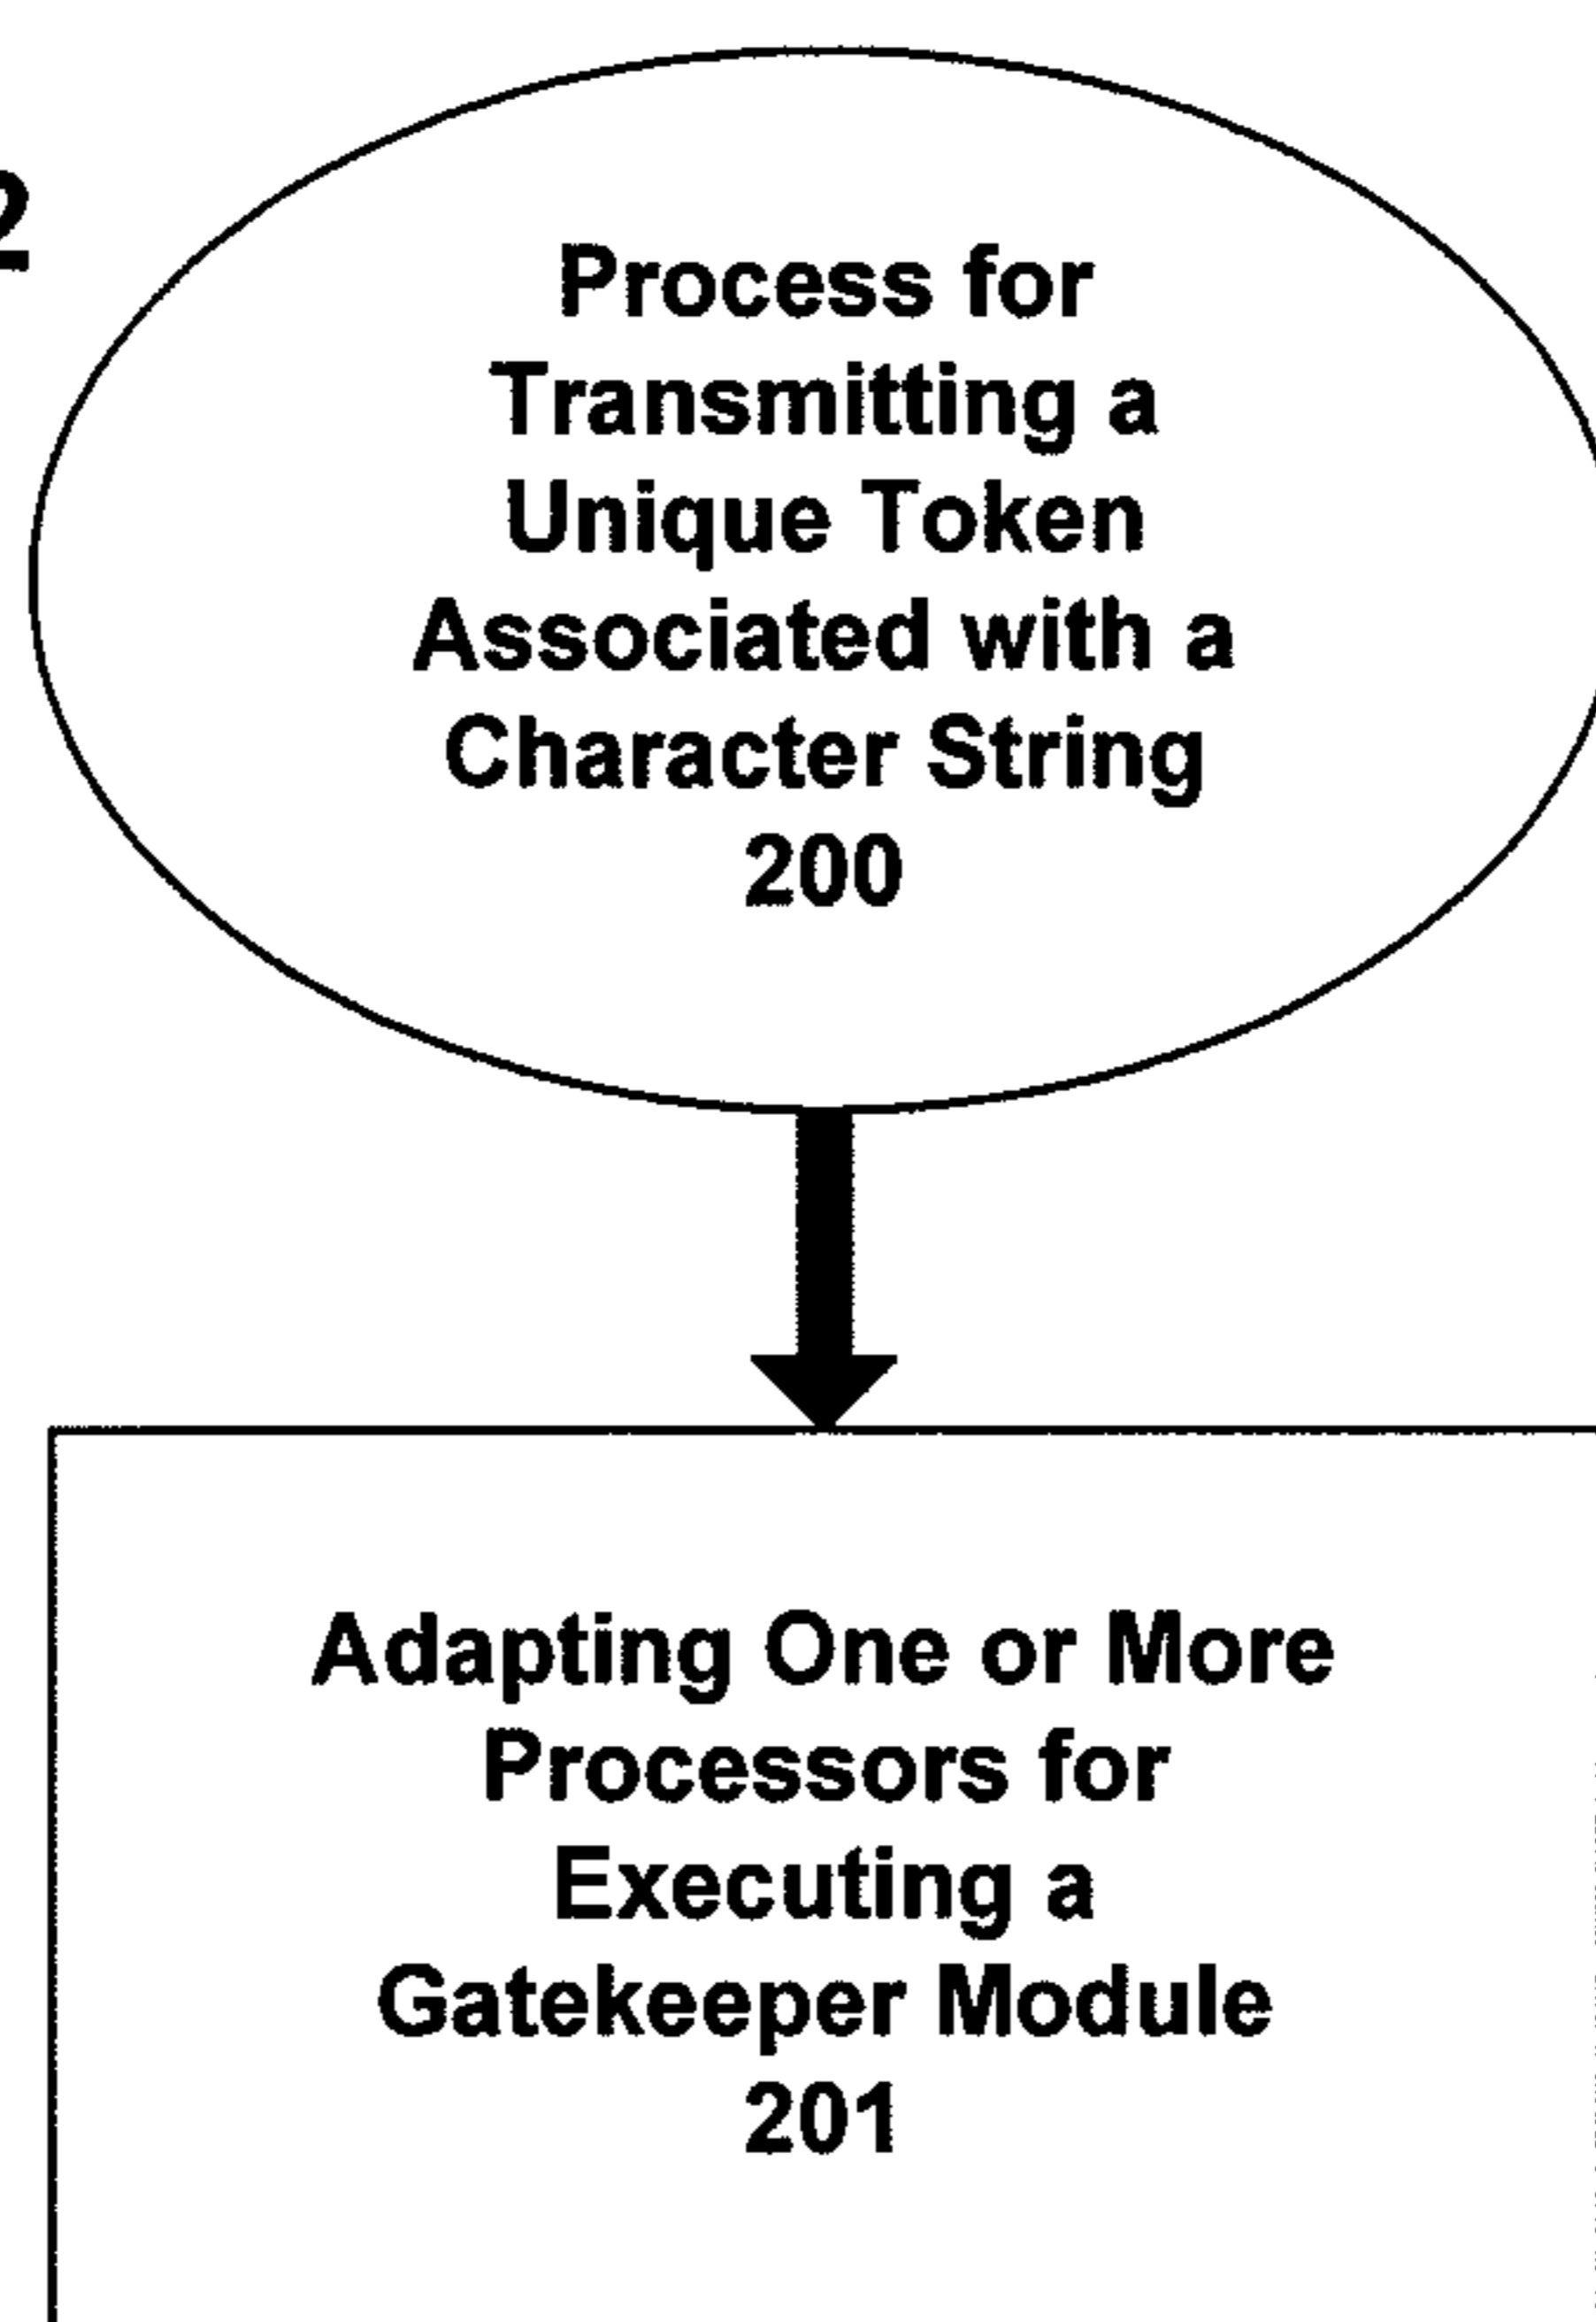 2
Process for
Transmitting a
Unique Token
Associated with a
Character String
200
Adapting One or More
Processors for
Executing a
Gatekeeper Module
201